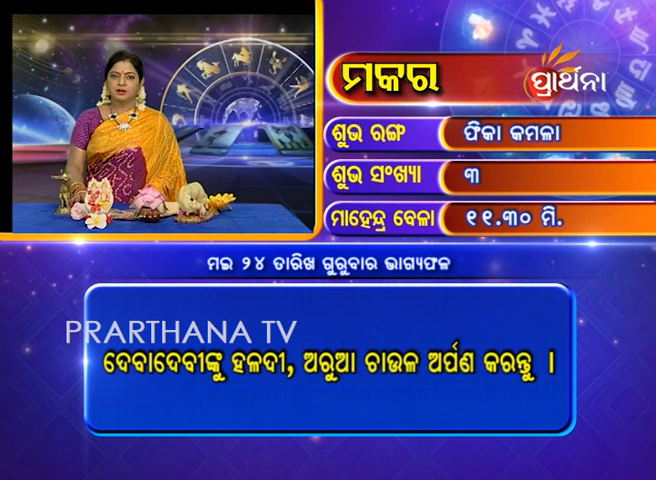 ମକର
ପ୍ରାର୍ଥନା
ଶୁଭ ରଙ୍ଗ ଫିକା କମଳା
ଶୁଭ ସଂଖ୍ୟା ୩
ମାହେନ୍ଦ୍ର ବେଳା ୧୧.୩୦ ମି.
ମଇ ୨୪ ତାରିଖ ଗୁରୁବାର ଭାଗ୍ୟଫଳ
PRARTHANA TV
ଦେବାଦେବୀଙ୍କୁ ହଳଦୀ, ଅରୁଆ ଚାଉଳ ଅର୍ପଣ କରନ୍ତୁ ।